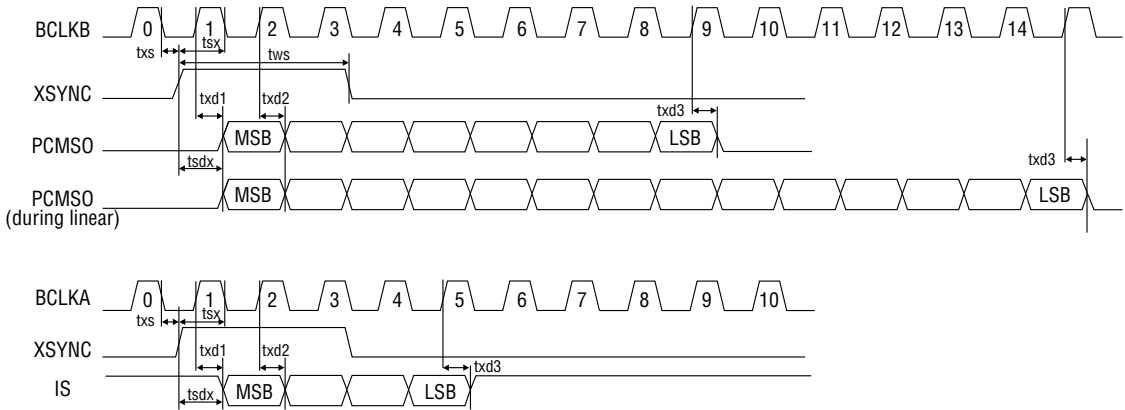 BCLKB 0 1 2 3 4 5 6 7 8 9 10 11 12 13 14
txs tsx
tws
XSYNC
txd1 txd2 txd3
PCMSO MSB LSB
tsdx txd3
PCMSO MSB LSB
(during linear)
BCLKA 0 1 2 3 4 5 6 7 8 9 10
txs tsx
XSYNC
txd1 txd2 txd3
IS MSB LSB
tsdx